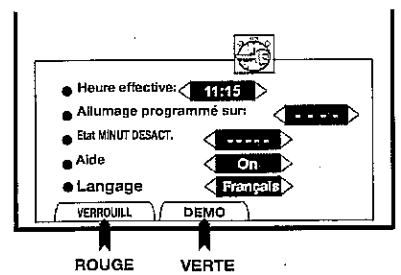 Heure effective: 11:15
Allumage programmé sur: - - - -
Etat MINUT DESACT. - - - - -
Aide On
Langage Français
VERROUILL DEMO
ROUGE VERTE